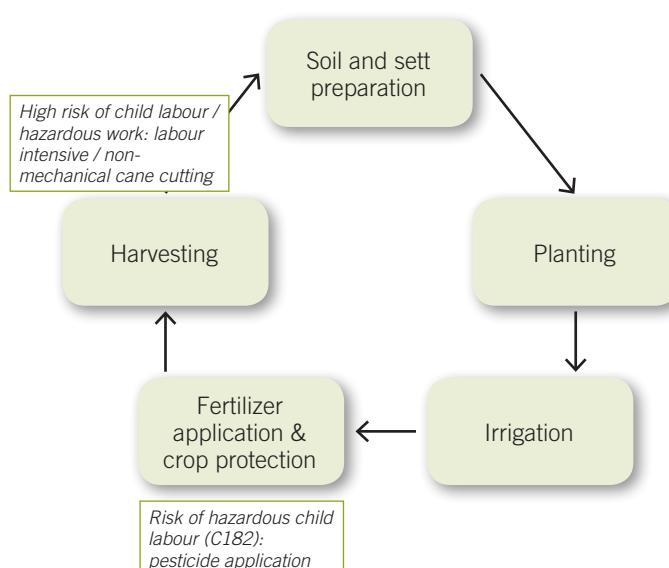 Soil and sett
preparation
High risk of child labour /
hazardous work: labour
intensive / non-
mechanical cane cutting
Harvesting
Planting
Fertilizer
application &
crop protection
Irrigation
Risk of hazardous child
labour (C182):
pesticide application